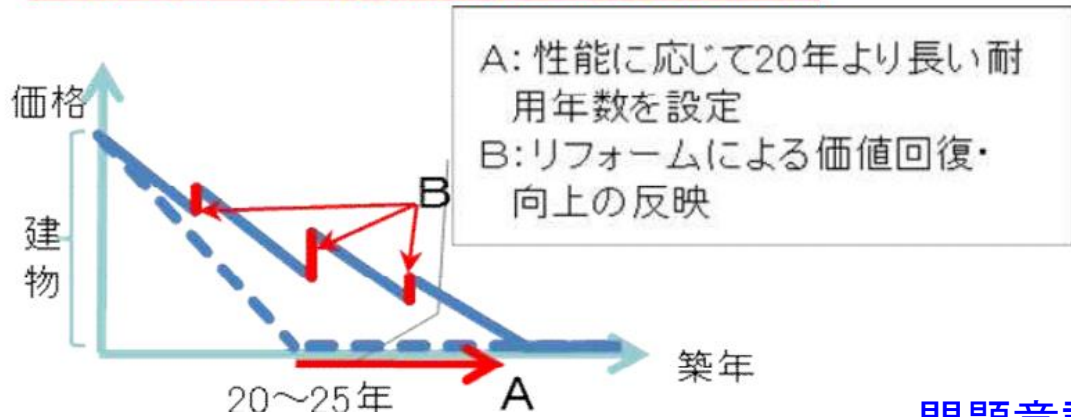 A: 性能に応じて20年より長い耐
用年数を設定
B:リフォームによる価値回復・
向上の反映
価格
建
物
B
築年
20～25年
A